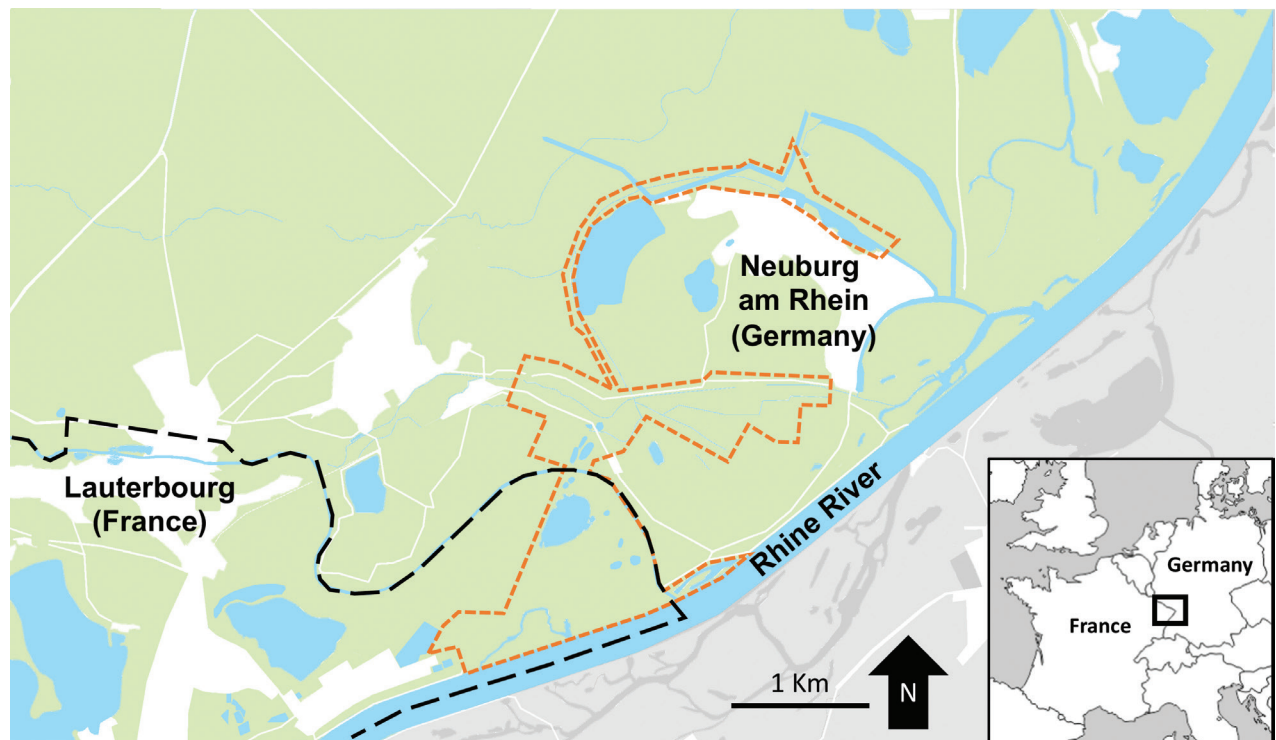 Neuburg
am Rhein
(Germany)
Lauterbourg
(France)
Rhine River
1 Km
N
Germany
France